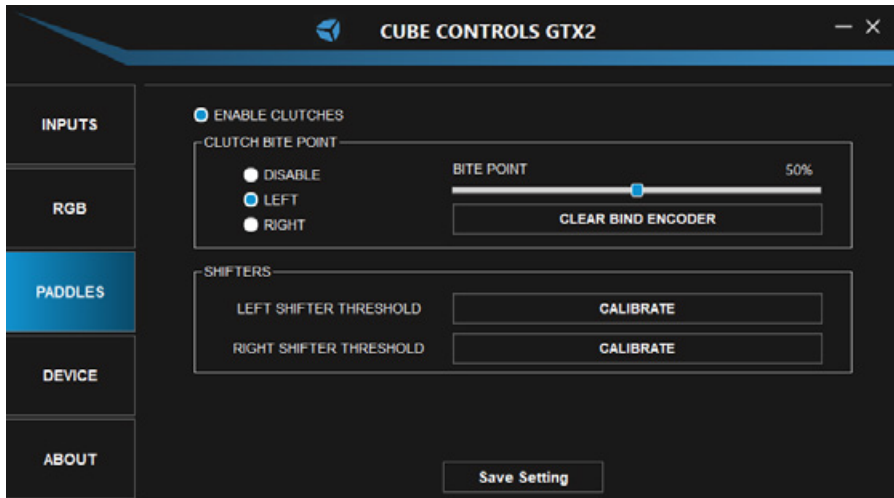 CUBE CONTROLS GTX2
INPUTS
RGB
PADDLES
DEVICE
ABOUT
ENABLE CLUTCHES
CLUTCH BITE POINT
DISABLE
LEFT
RIGHT
BITE POINT 50%
CLEAR BIND ENCODER
SHIFTERS
LEFT SHIFTER THRESHOLD CALIBRATE
RIGHT SHIFTER THRESHOLD CALIBRATE
Save Setting